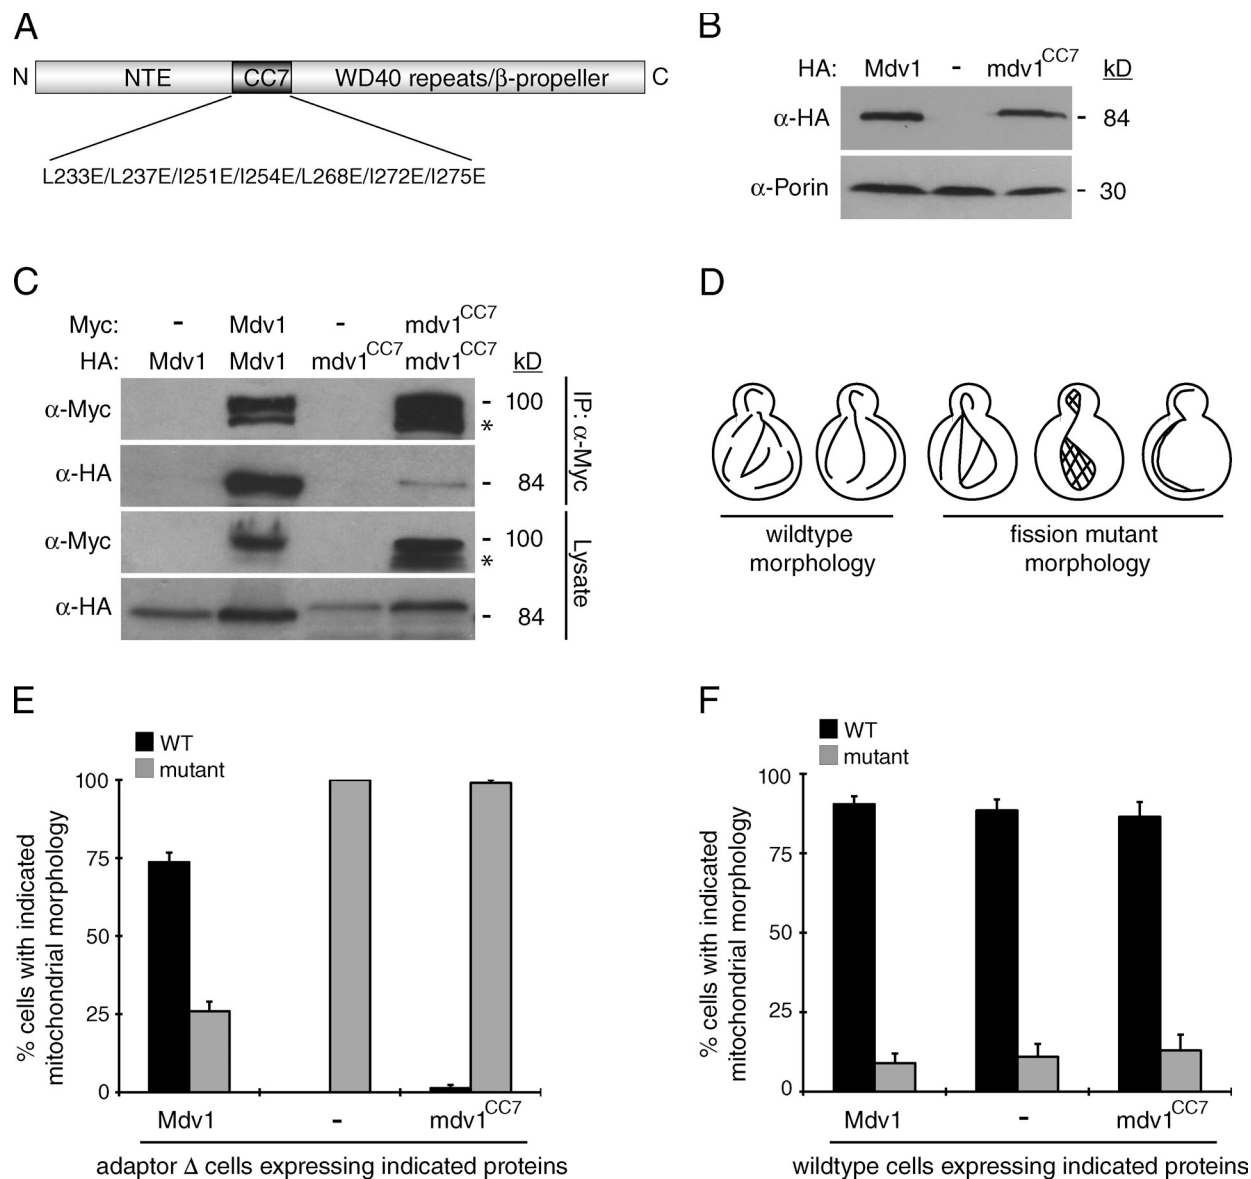 A
N NTE CC7 WD40 repeats/β-propeller C
L233E/L237E/I251E/I254E/L268E/I272E/I275E
B
HA: Mdv1 - mdv1CC7 kD
α-HA - 84
α-Porin - 30
C
Myc: - Mdv1 - mdv1CC7
HA: Mdv1 Mdv1 mdv1CC7 mdv1CC7 kD
α-Myc - 100
*
α-HA - 84
IP: α-Myc
α-Myc - 100
*
α-HA - 84
Lysate
D
wildtype
morphology
fission mutant
morphology
E
WT
mutant
% cells with indicated
mitochondrial morphology
100
75
50
25
0
Mdv1 - mdv1CC7
adaptor Δ cells expressing indicated proteins
F
WT
mutant
% cells with indicated
mitochondrial morphology
100
75
50
25
0
Mdv1 - mdv1CC7
wildtype cells expressing indicated proteins